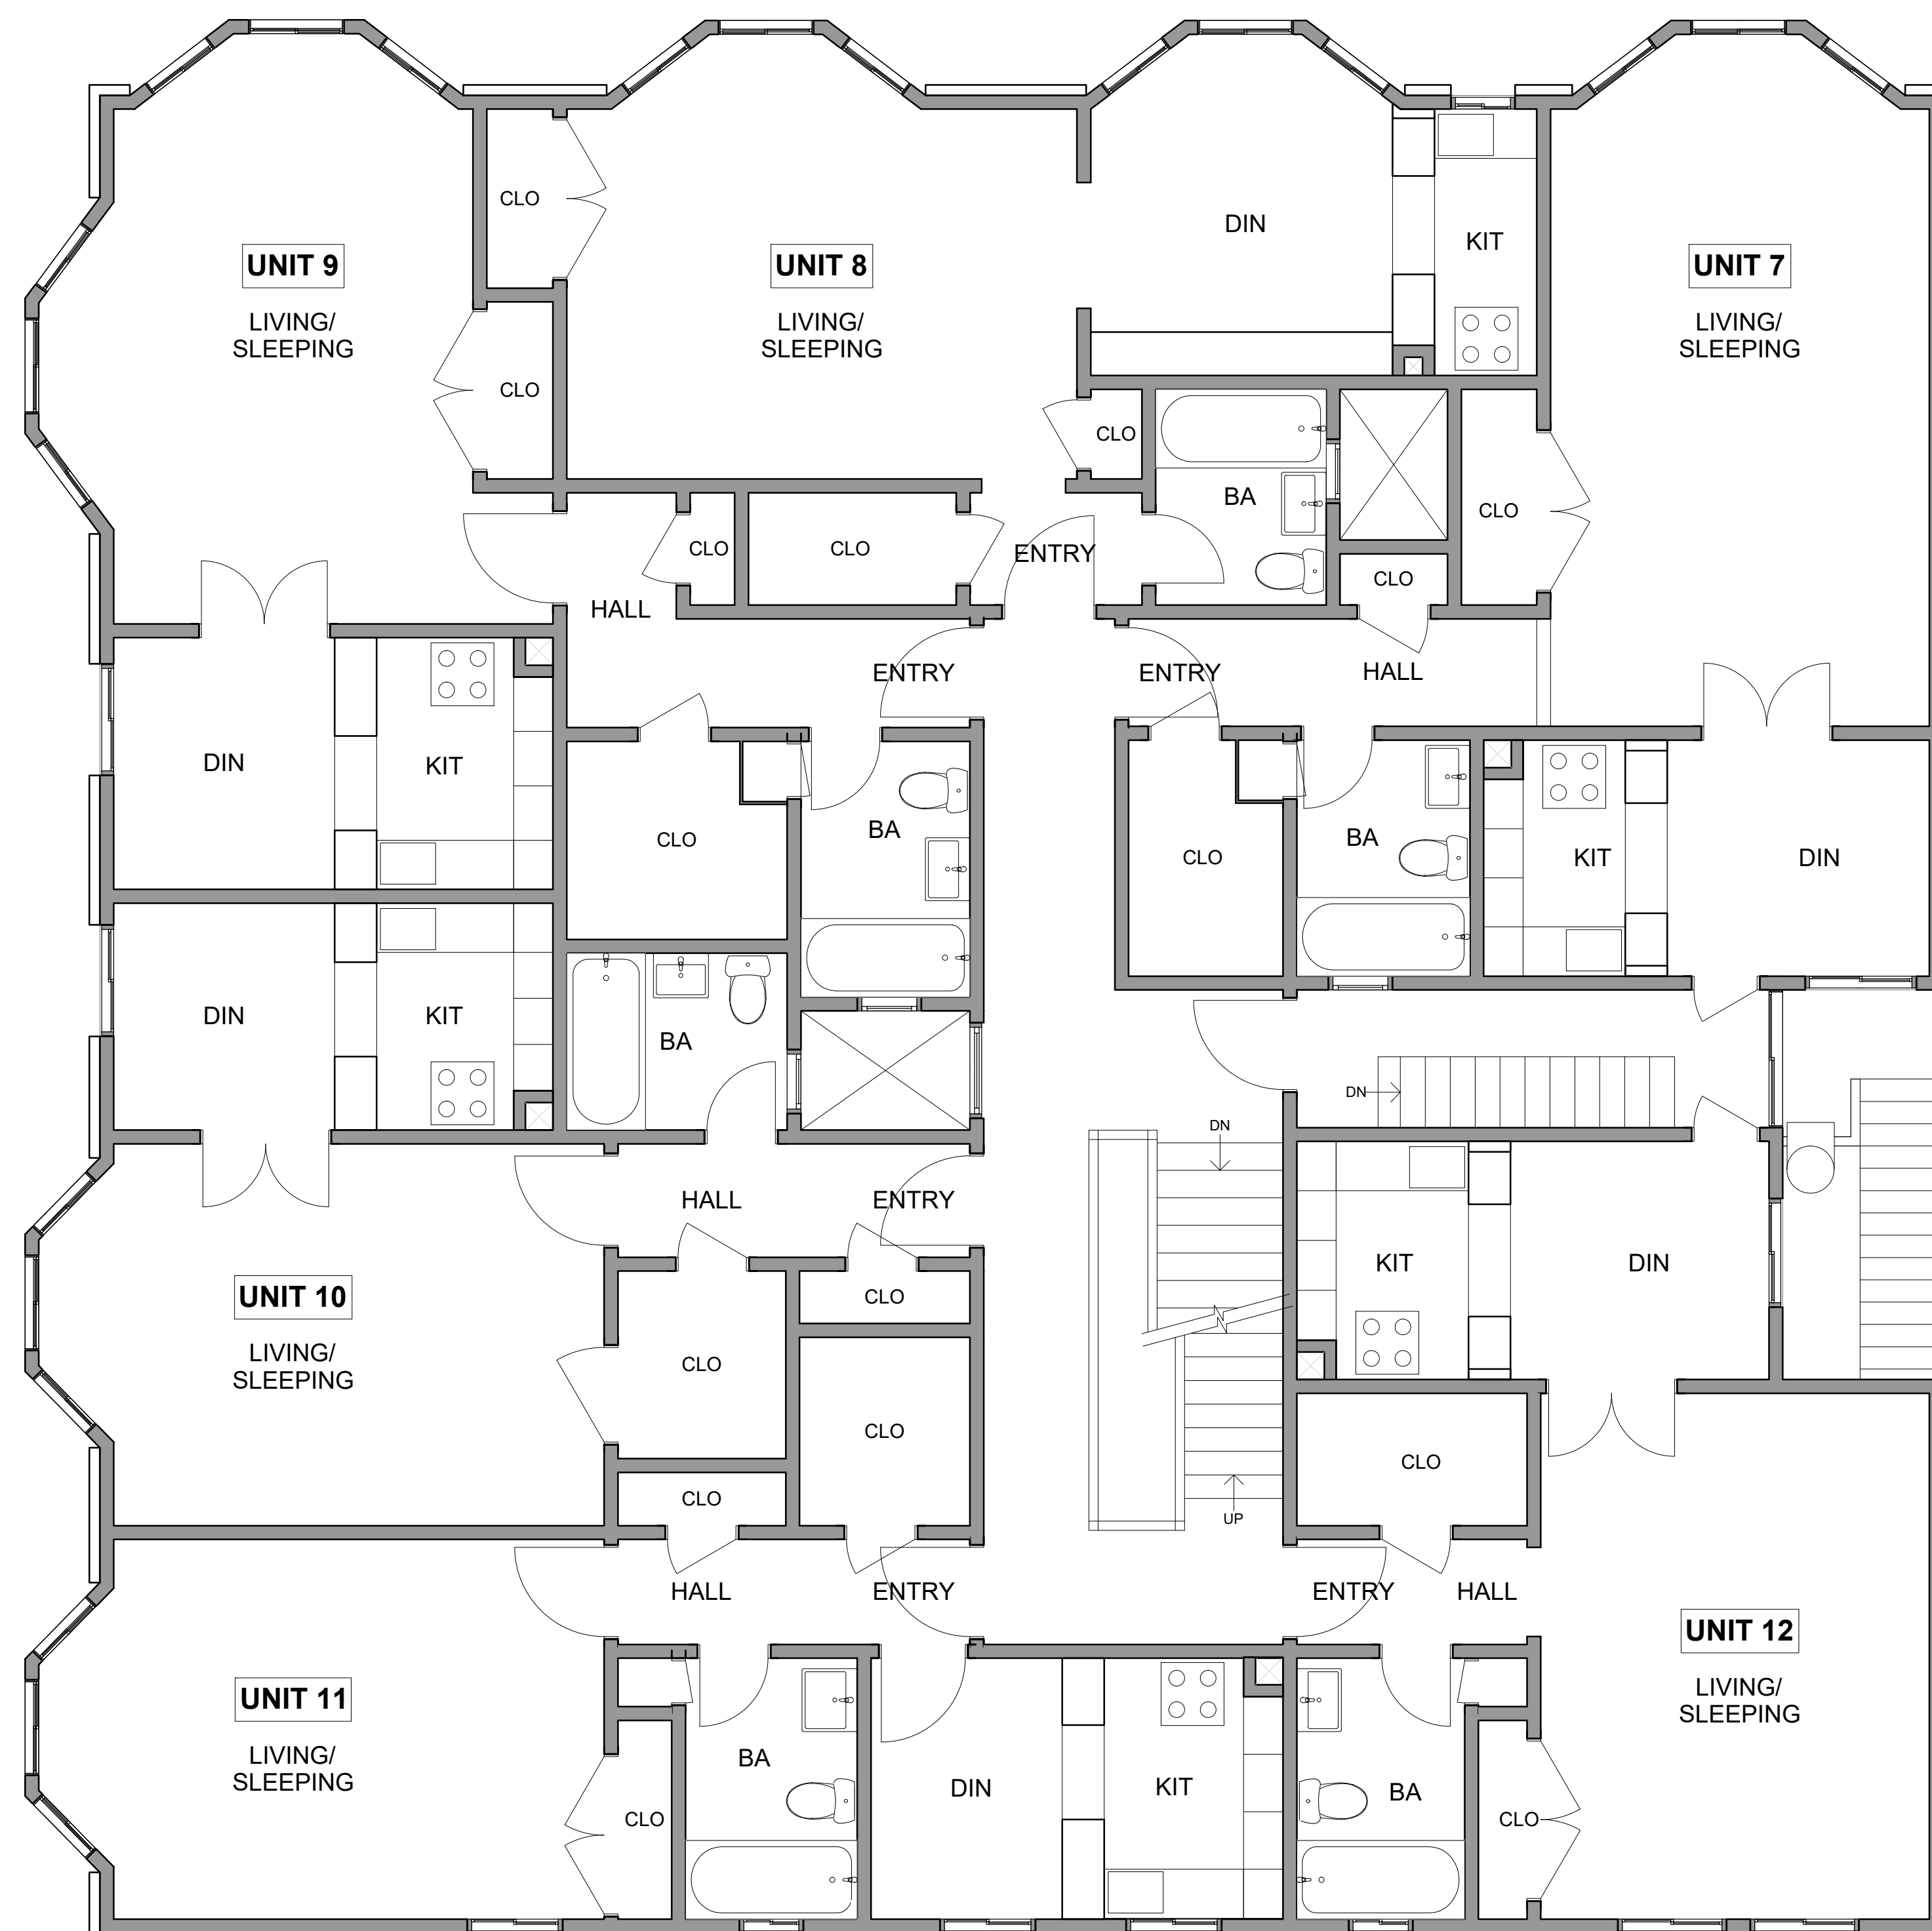 CLO
DIN
KIT
UNIT 9
UNIT 8
UNIT 7
LIVING/
SLEEPING
LIVING/
SLEEPING
LIVING/
SLEEPING
CLO
CLO
BA
CLO
CLO
CLO
ENTRY
CLO
HALL
ENTRY
ENTRY
HALL
DIN
KIT
CLO
BA
CLO
BA
KIT
DIN
DIN
KIT
BA
DN
DN
HALL
ENTRY
KIT
DIN
UNIT 10
CLO
LIVING/
SLEEPING
CLO
CLO
CLO
CLO
UP
HALL
ENTRY
ENTRY
HALL
UNIT 12
LIVING/
SLEEPING
UNIT 11
LIVING/
SLEEPING
BA
DIN
KIT
BA
CLO
CLO